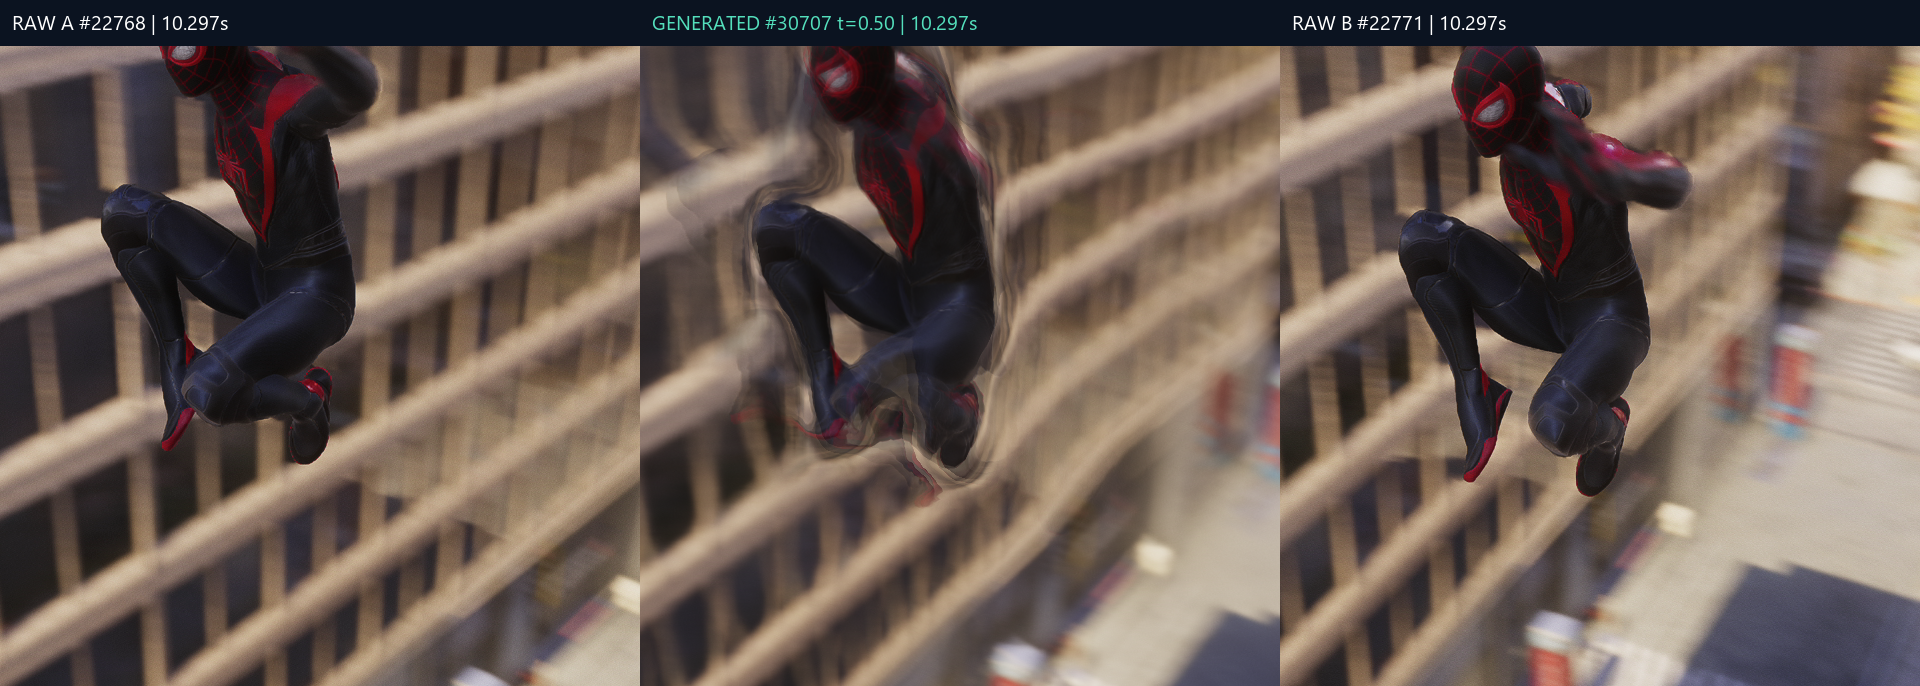 RAW A #22768 | 10.297s
GENERATED #30707 t=0.50 | 10.297s
RAW B #22771 | 10.297s